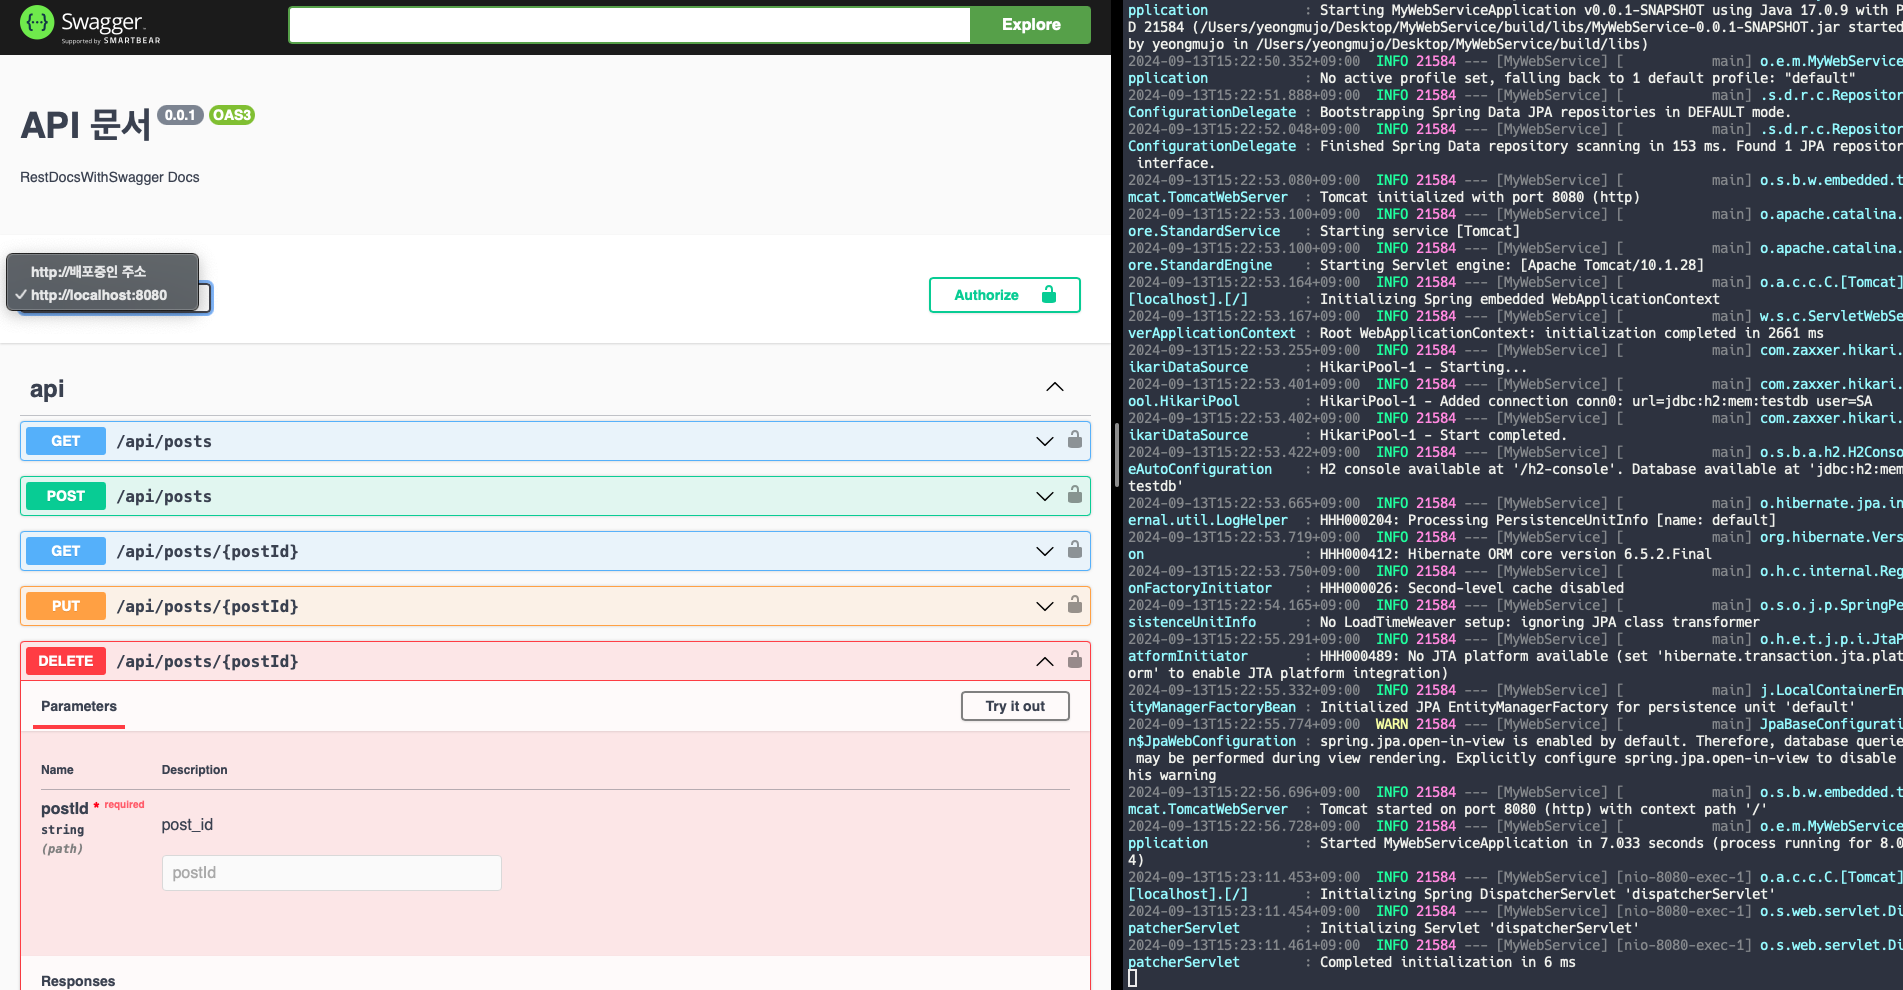 Swagger.
Supported by SMARTBEAR
Explore
API 문서 0.0.1 OAS3
RestDocsWithSwagger Docs
http://배포중인 주소
✓ http://localhost:8080
Authorize
api
GET /api/posts
POST /api/posts
GET /api/posts/{postId}
PUT /api/posts/{postId}
DELETE /api/posts/{postId}
Parameters
Try it out
Name Description
postId * required
string
(path)
post_id
postId
Responses
pplication : Starting MyWebServiceApplication v0.0.1-SNAPSHOT using Java 17.0.9 with P
D 21584 (/Users/yeongmujo/Desktop/MyWebService/build/libs/MyWebService-0.0.1-SNAPSHOT.jar started
by yeongmujo in /Users/yeongmujo/Desktop/MyWebService/build/libs)
2024-09-13T15:22:50.352+09:00 INFO 21584 --- [MyWebService] [ main] o.e.m.MyWebService
pplication : No active profile set, falling back to 1 default profile: "default"
2024-09-13T15:22:51.888+09:00 INFO 21584 --- [MyWebService] [ main] .s.d.r.c.Repositor
ConfigurationDelegate : Bootstrapping Spring Data JPA repositories in DEFAULT mode.
2024-09-13T15:22:52.048+09:00 INFO 21584 --- [MyWebService] [ main] .s.d.r.c.Repositor
ConfigurationDelegate : Finished Spring Data repository scanning in 153 ms. Found 1 JPA repositor
interface.
2024-09-13T15:22:53.080+09:00 INFO 21584 --- [MyWebService] [ main] o.s.b.w.embedded.t
mcat.TomcatWebServer : Tomcat initialized with port 8080 (http)
2024-09-13T15:22:53.100+09:00 INFO 21584 --- [MyWebService] [ main] o.apache.catalina.
ore.StandardService : Starting service [Tomcat]
2024-09-13T15:22:53.100+09:00 INFO 21584 --- [MyWebService] [ main] o.apache.catalina.
ore.StandardEngine : Starting Servlet engine: [Apache Tomcat/10.1.28]
2024-09-13T15:22:53.164+09:00 INFO 21584 --- [MyWebService] [ main] o.a.c.c.C.[Tomcat]
[localhost].[/] : Initializing Spring embedded WebApplicationContext
2024-09-13T15:22:53.167+09:00 INFO 21584 --- [MyWebService] [ main] w.s.c.ServletWebSe
verApplicationContext : Root WebApplicationContext: initialization completed in 2661 ms
2024-09-13T15:22:53.255+09:00 INFO 21584 --- [MyWebService] [ main] com.zaxxer.hikari.
ikariDataSource : HikariPool-1 - Starting...
2024-09-13T15:22:53.401+09:00 INFO 21584 --- [MyWebService] [ main] com.zaxxer.hikari.
ool.HikariPool : HikariPool-1 - Added connection conn0: url=jdbc:h2:mem:testdb user=SA
2024-09-13T15:22:53.402+09:00 INFO 21584 --- [MyWebService] [ main] com.zaxxer.hikari.
ikariDataSource : HikariPool-1 - Start completed.
2024-09-13T15:22:53.422+09:00 INFO 21584 --- [MyWebService] [ main] o.s.b.a.h2.H2Conso
eAutoConfiguration : H2 console available at '/h2-console'. Database available at 'jdbc:h2:mem
testdb'
2024-09-13T15:22:53.665+09:00 INFO 21584 --- [MyWebService] [ main] o.hibernate.jpa.in
ernal.util.LogHelper : HHH000204: Processing PersistenceUnitInfo [name: default]
2024-09-13T15:22:53.719+09:00 INFO 21584 --- [MyWebService] [ main] org.hibernate.Vers
on : HHH000412: Hibernate ORM core version 6.5.2.Final
2024-09-13T15:22:53.750+09:00 INFO 21584 --- [MyWebService] [ main] o.h.c.internal.Reg
onFactoryInitiator : HHH000026: Second-level cache disabled
2024-09-13T15:22:54.165+09:00 INFO 21584 --- [MyWebService] [ main] o.s.o.j.p.SpringPe
sistenceUnitInfo : No LoadTimeWeaver setup: ignoring JPA class transformer
2024-09-13T15:22:55.291+09:00 INFO 21584 --- [MyWebService] [ main] o.h.e.t.j.p.i.JtaP
atformInitiator : HHH000489: No JTA platform available (set 'hibernate.transaction.jta.plat
orm' to enable JTA platform integration)
2024-09-13T15:22:55.332+09:00 INFO 21584 --- [MyWebService] [ main] j.LocalContainerEn
ityManagerFactoryBean : Initialized JPA EntityManagerFactory for persistence unit 'default'
2024-09-13T15:22:55.774+09:00 WARN 21584 --- [MyWebService] [ main] JpaBaseConfigurati
n$JpaWebConfiguration : spring.jpa.open-in-view is enabled by default. Therefore, database querie
may be performed during view rendering. Explicitly configure spring.jpa.open-in-view to disable
his warning
2024-09-13T15:22:56.696+09:00 INFO 21584 --- [MyWebService] [ main] o.s.b.w.embedded.t
mcat.TomcatWebServer : Tomcat started on port 8080 (http) with context path '/'
2024-09-13T15:22:56.728+09:00 INFO 21584 --- [MyWebService] [ main] o.e.m.MyWebService
pplication : Started MyWebServiceApplication in 7.033 seconds (process running for 8.0
4)
2024-09-13T15:23:11.453+09:00 INFO 21584 --- [MyWebService] [nio-8080-exec-1] o.a.c.c.C.[Tomcat]
[localhost].[/] : Initializing Spring DispatcherServlet 'dispatcherServlet'
2024-09-13T15:23:11.454+09:00 INFO 21584 --- [MyWebService] [nio-8080-exec-1] o.s.web.servlet.Di
patcherServlet : Initializing Servlet 'dispatcherServlet'
2024-09-13T15:23:11.461+09:00 INFO 21584 --- [MyWebService] [nio-8080-exec-1] o.s.web.servlet.Di
patcherServlet : Completed initialization in 6 ms